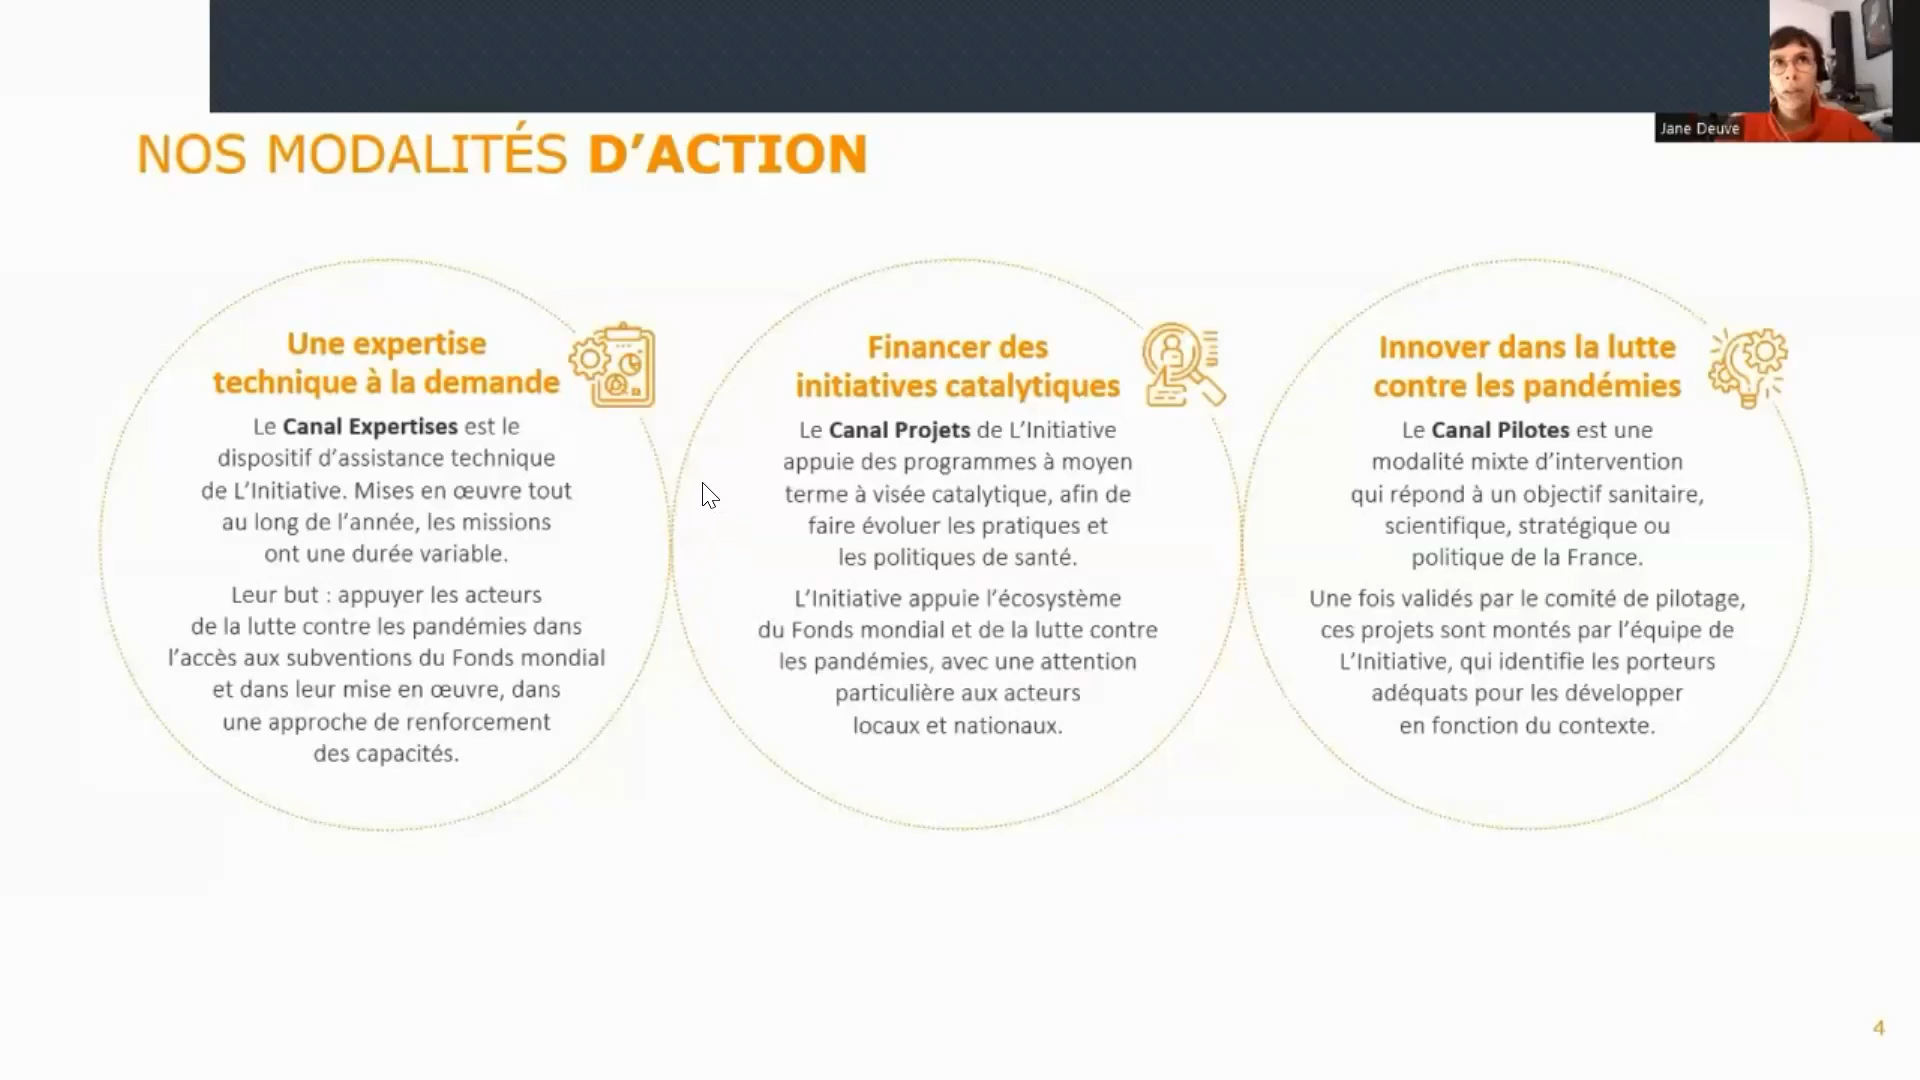 Jane Deuve
NOS MODALITÉS D’ACTION
Une expertise
technique à la demande
Le Canal Expertises est le
dispositif d’assistance technique
de L’Initiative. Mises en œuvre tout
au long de l’année, les missions
ont une durée variable.
Leur but : appuyer les acteurs
de la lutte contre les pandémies dans
l’accès aux subventions du Fonds mondial
et dans leur mise en œuvre, dans
une approche de renforcement
des capacités.
Financer des
initiatives catalytiques
Le Canal Projets de L’Initiative
appuie des programmes à moyen
terme à visée catalytique, afin de
faire évoluer les pratiques et
les politiques de santé.
L’Initiative appuie l’écosystème
du Fonds mondial et de la lutte contre
les pandémies, avec une attention
particulière aux acteurs
locaux et nationaux.
Innover dans la lutte
contre les pandémies
Le Canal Pilotes est une
modalité mixte d’intervention
qui répond à un objectif sanitaire,
scientifique, stratégique ou
politique de la France.
Une fois validés par le comité de pilotage,
ces projets sont montés par l’équipe de
L’Initiative, qui identifie les porteurs
adéquats pour les développer
en fonction du contexte.
4